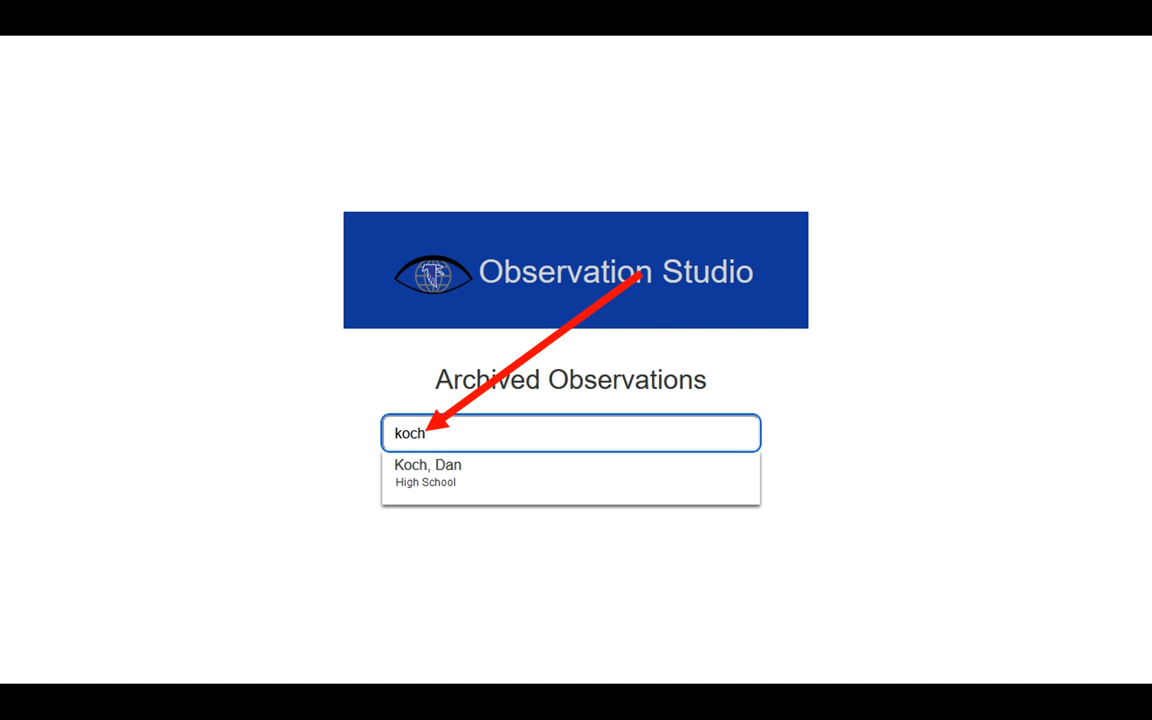 Observation Studio
Archived Observations
koch
Koch, Dan
High School